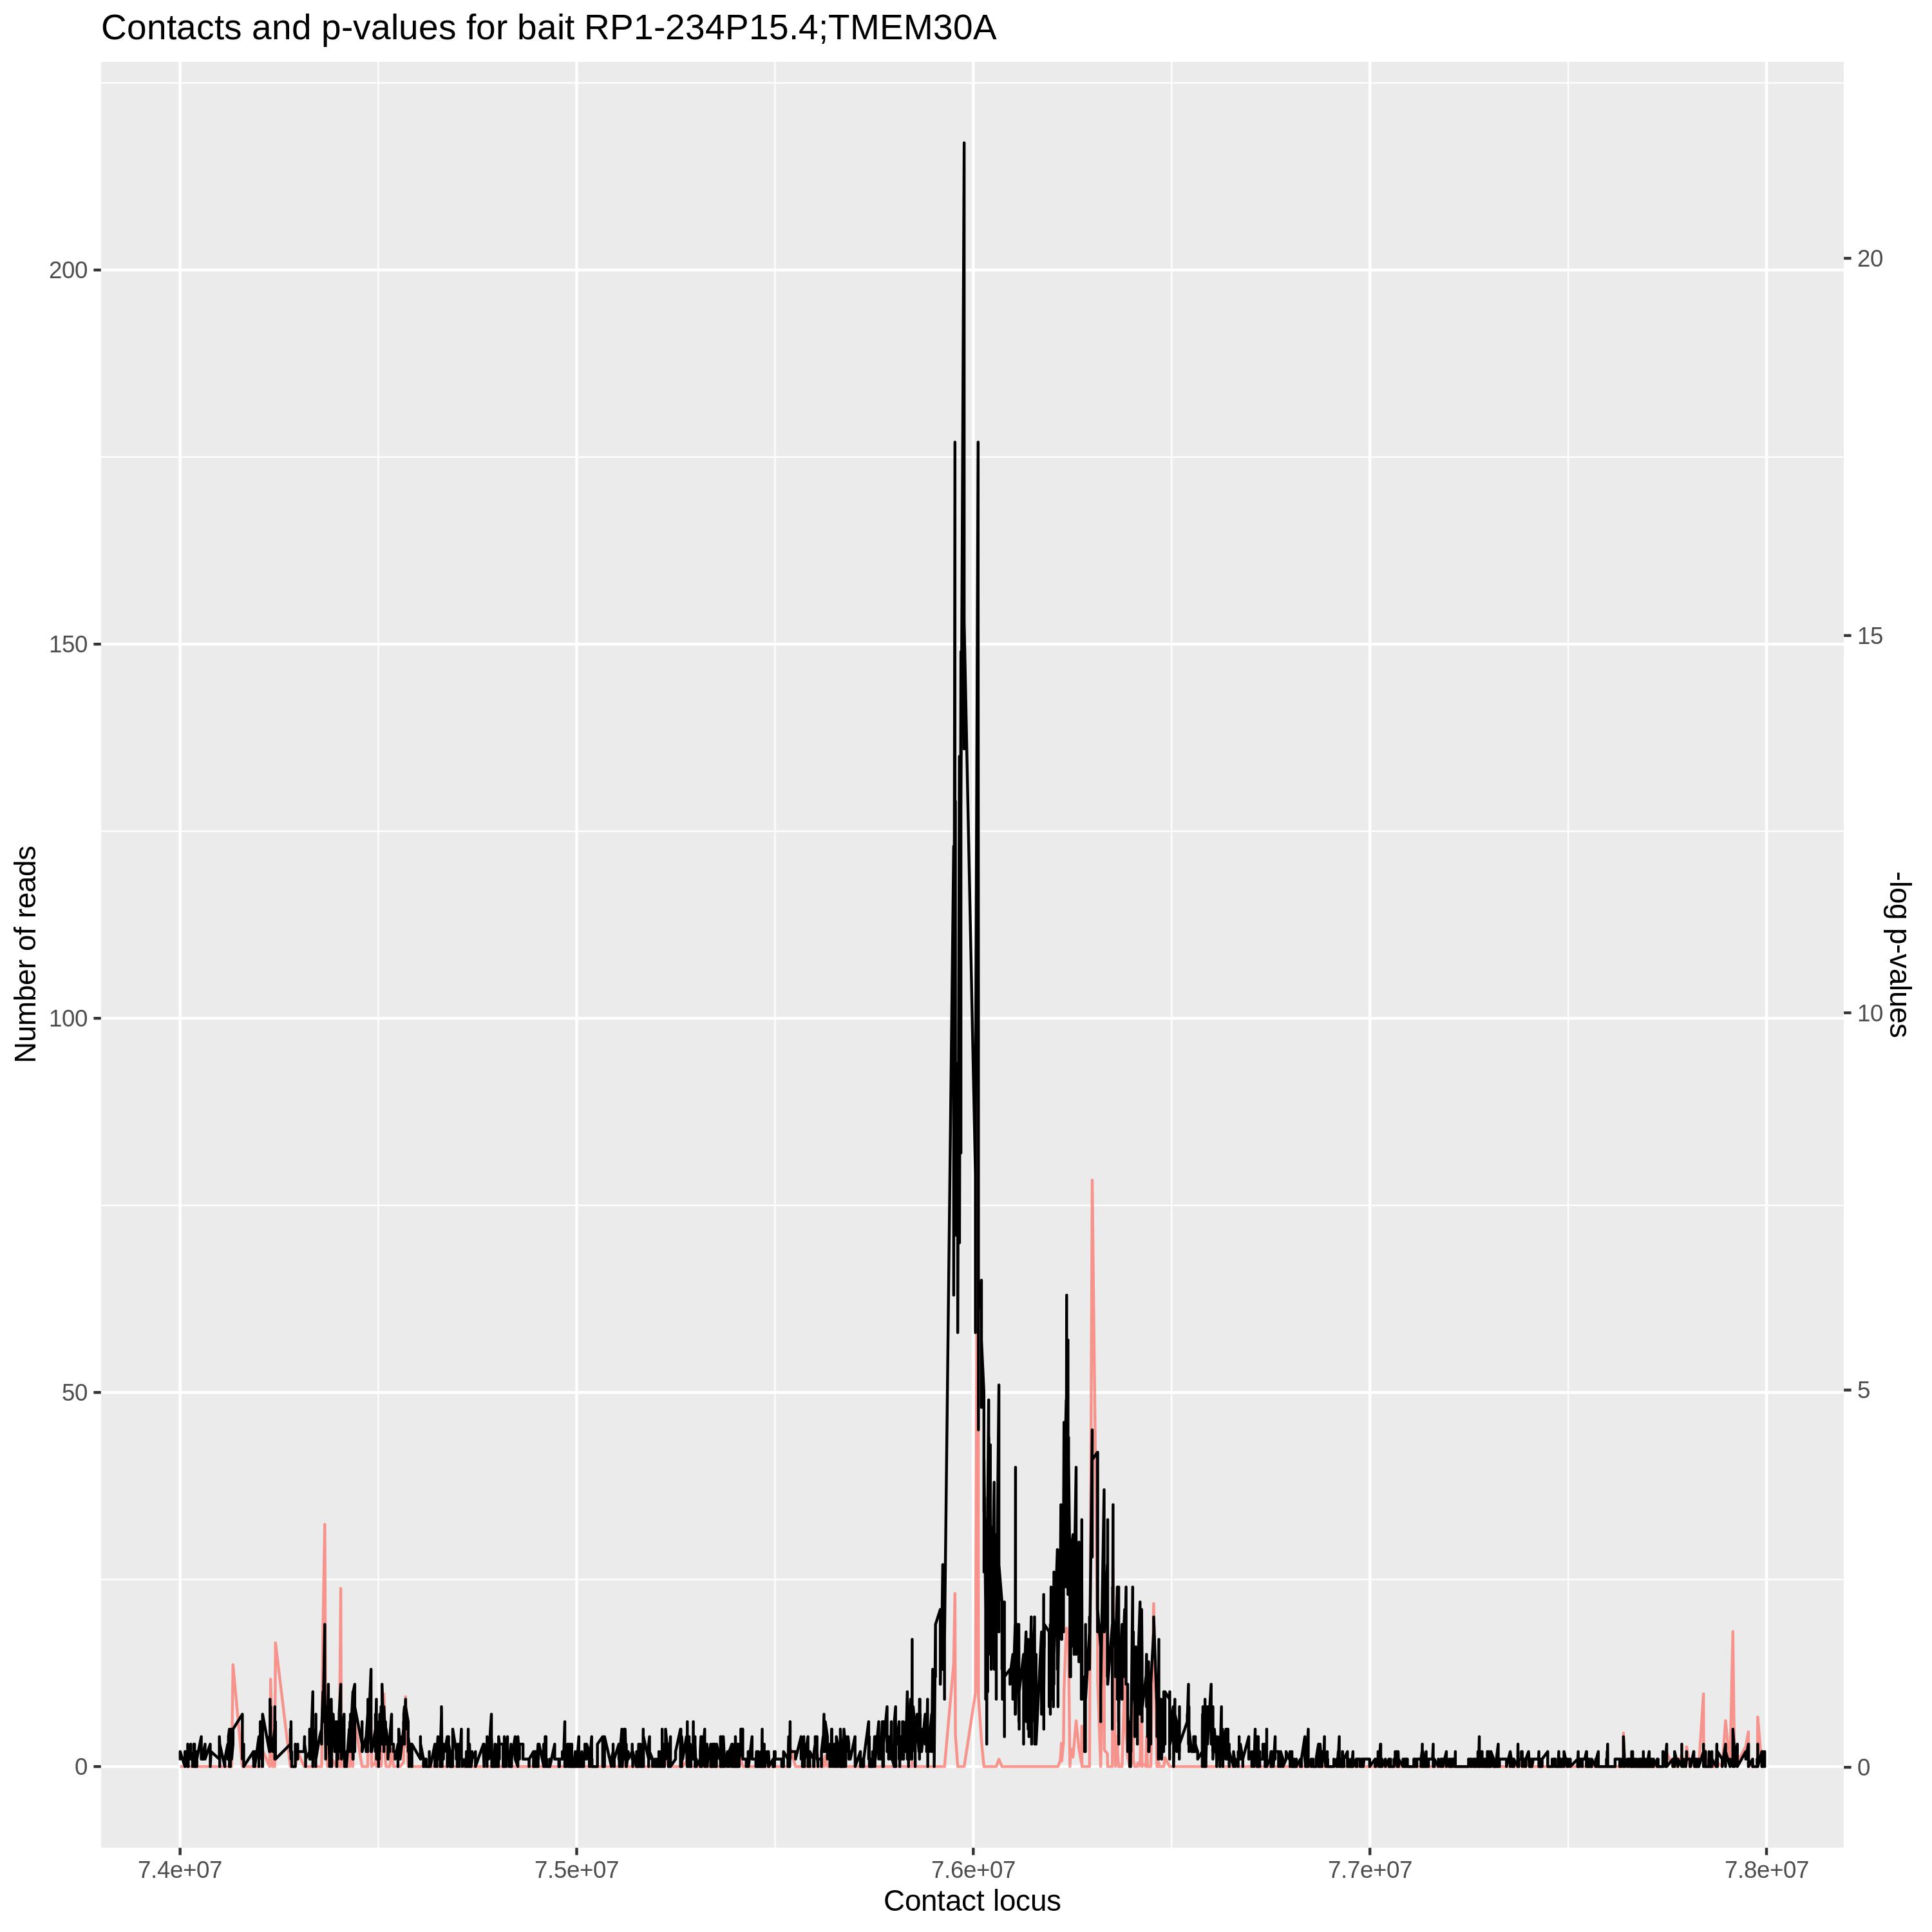 Contacts and p-values for bait RP1-234P15.4;TMEM30A
Number of reads
200
150
100
50
0
20
15
10
5
0
-log p-values
7.4e+07
7.5e+07
7.6e+07
7.7e+07
7.8e+07
Contact locus